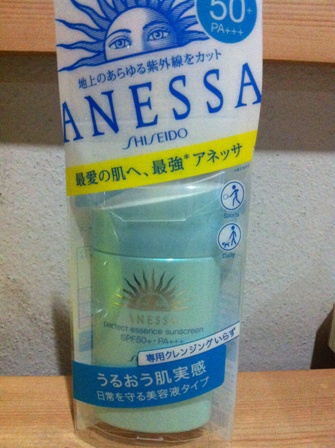 50+
PA+++
地上のあらゆる紫外線をカット
ANESSA
SHISEIDO
最愛の肌へ、最強*アネッサ
ANESSA
perfect essence sunscreen
SPF50+・PA+++
専用クレンジングいらず
うるおう肌実感
日常を守る美容液タイプ